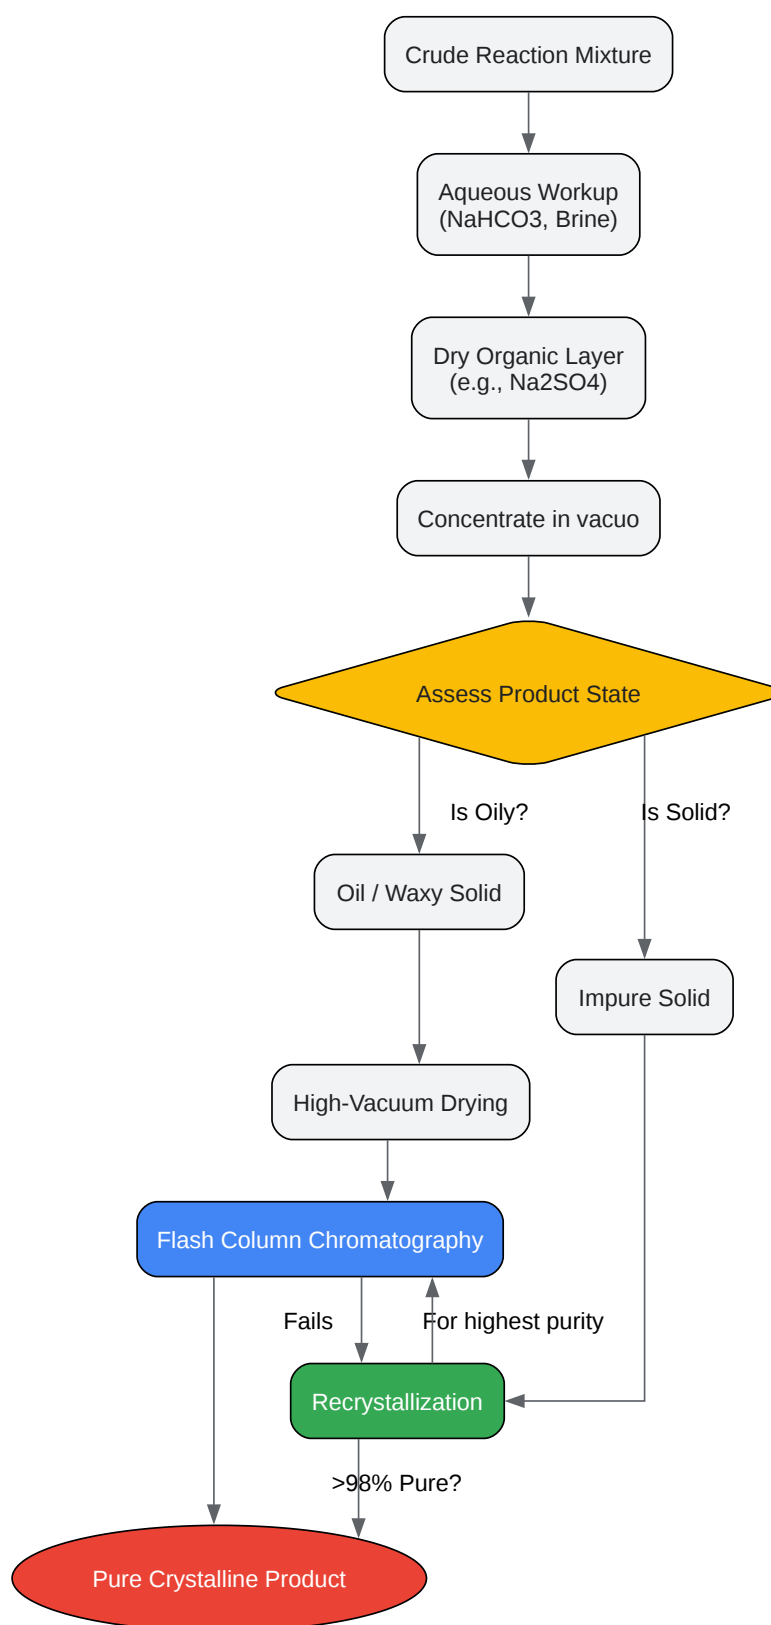 Crude Reaction Mixture
Aqueous Workup
(NaHCO3, Brine)
Dry Organic Layer
(e.g., Na2SO4)
Concentrate in vacuo
Assess Product State
Is Oily?
Is Solid?
Oil / Waxy Solid
Impure Solid
High-Vacuum Drying
Flash Column Chromatography
Fails
For highest purity
Recrystallization
>98% Pure?
Pure Crystalline Product